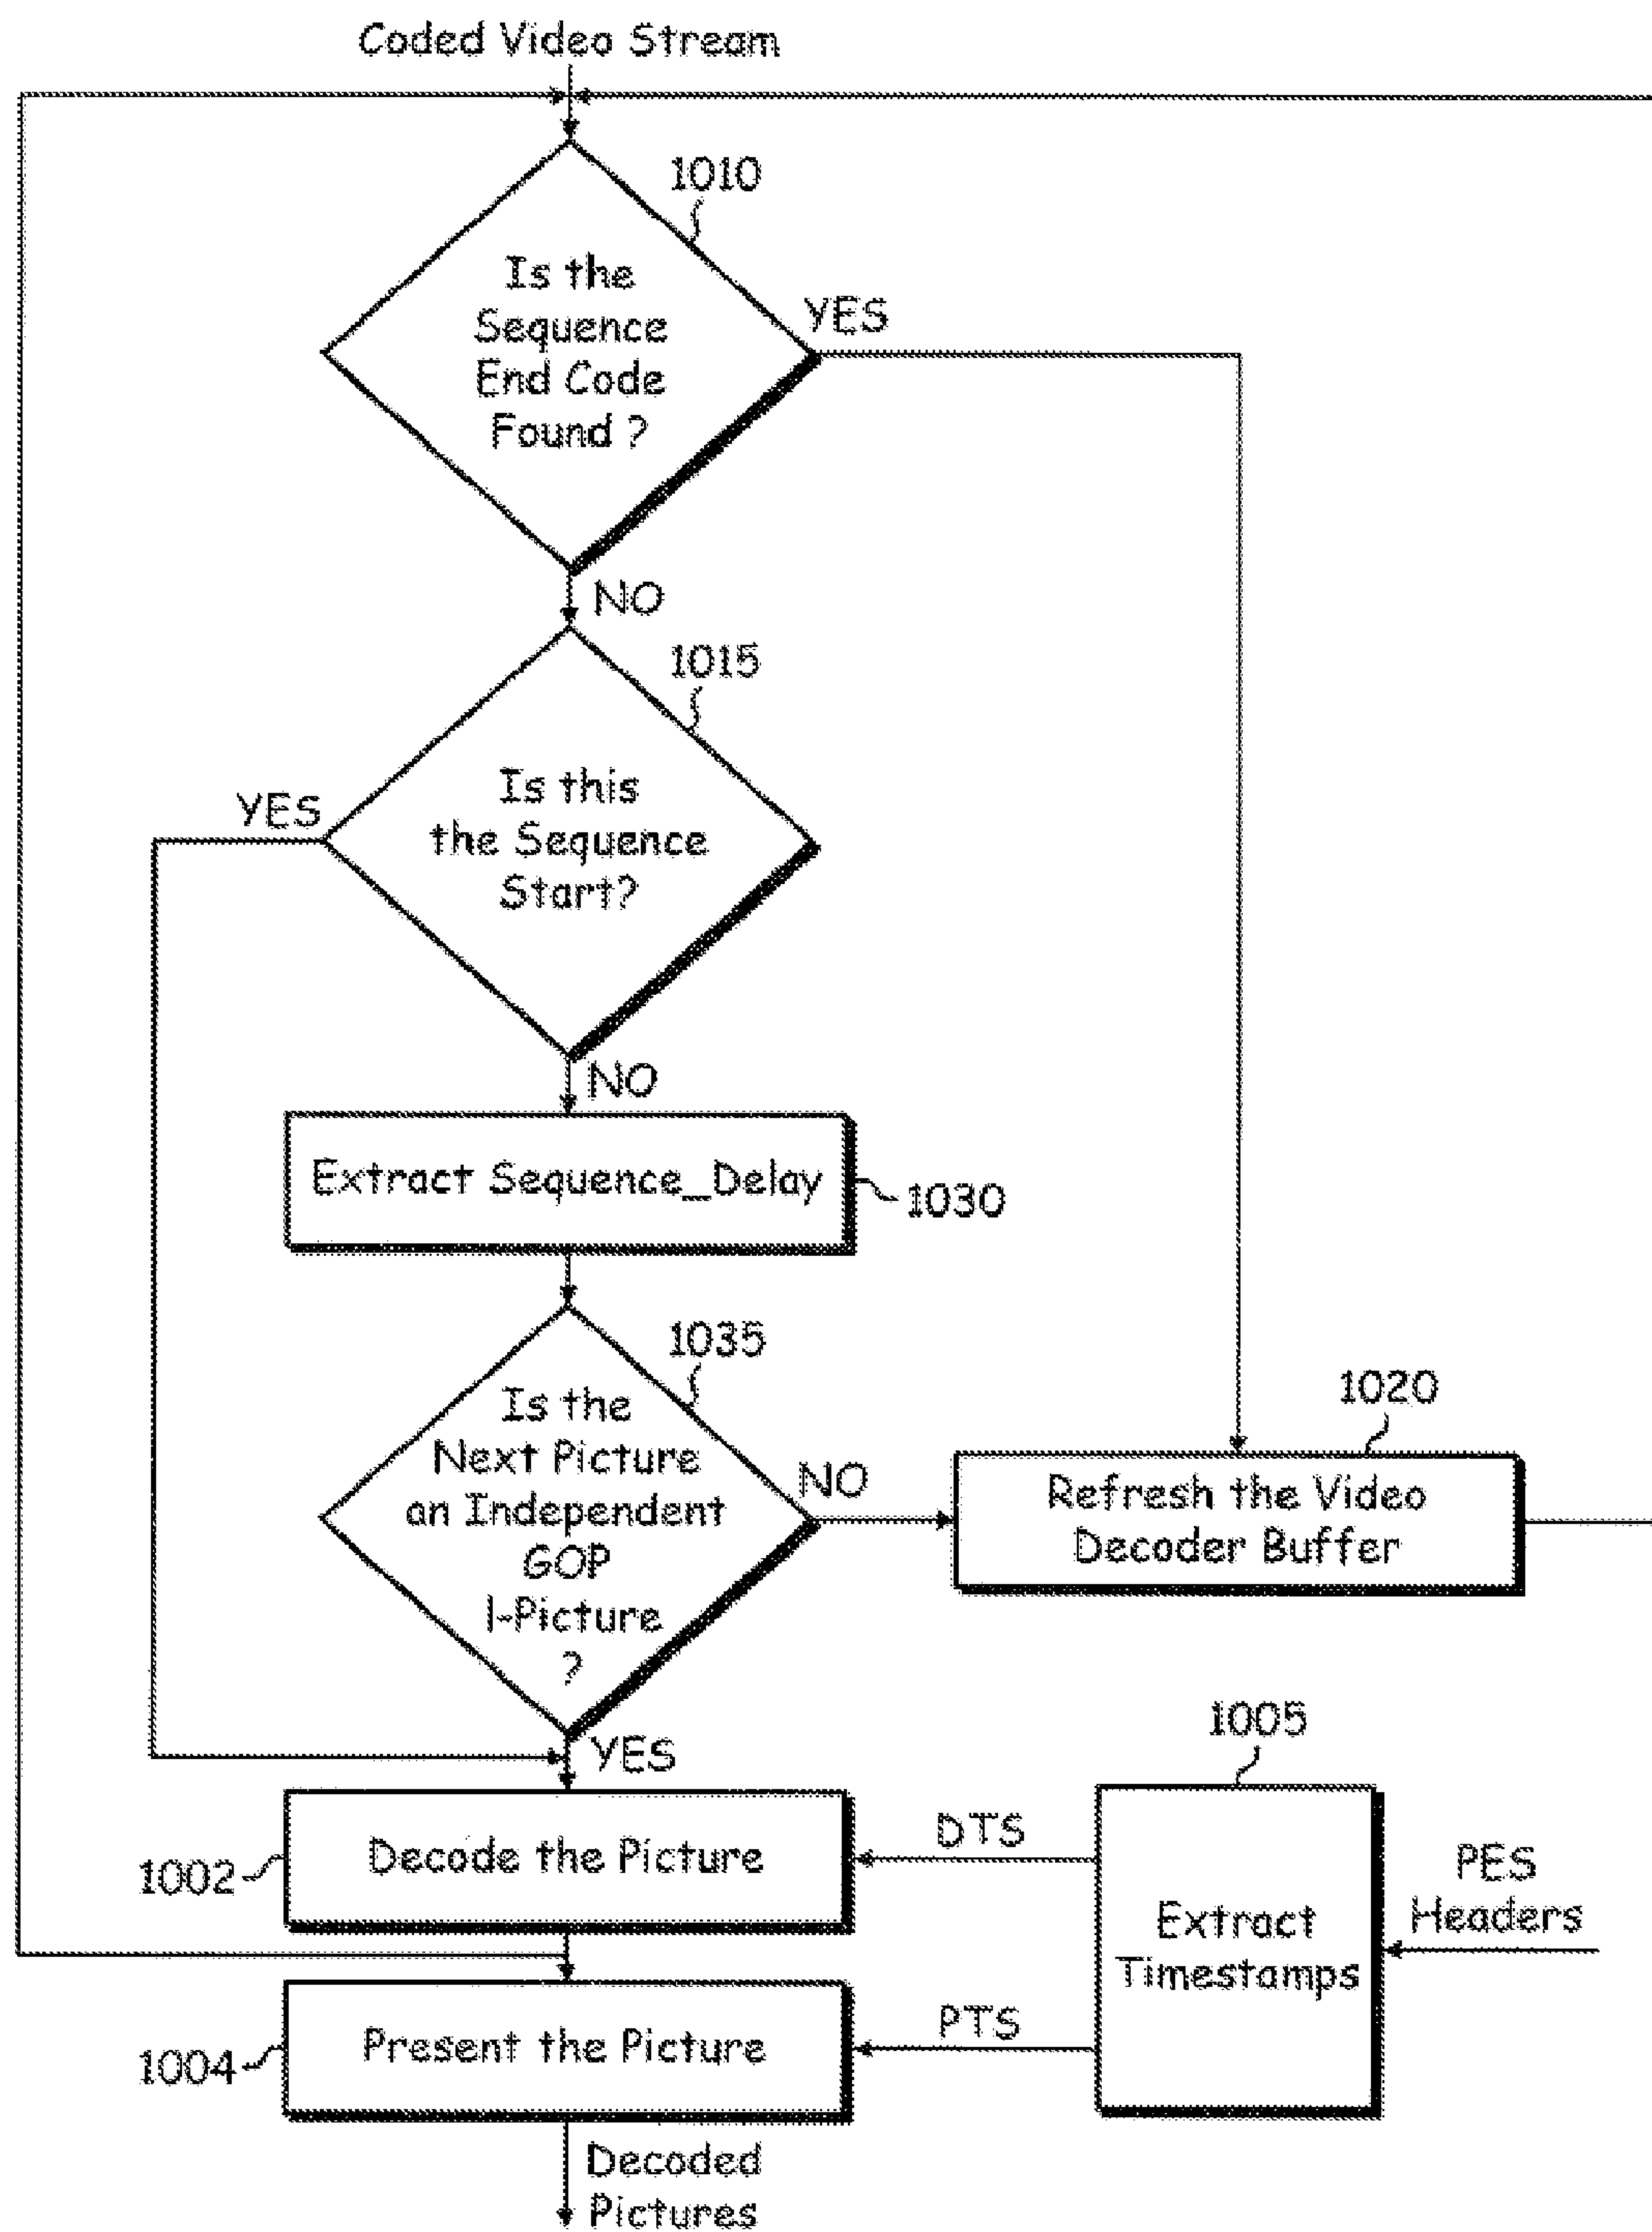 Coded Video Stream
1010
Is the
Sequence
End Code
Found ?
YES
NO
1015
Is this
the Sequence
Start?
YES
NO
Extract Sequence_Delay
1030
1035
Is the
Next Picture
an Independent
GOP
I-Picture
?
NO
1020
Refresh the Video
Decoder Buffer
YES
1005
Decode the Picture
1002
DTS
Extract
Timestamps
PES
Headers
Present the Picture
1004
PTS
Decoded
Pictures